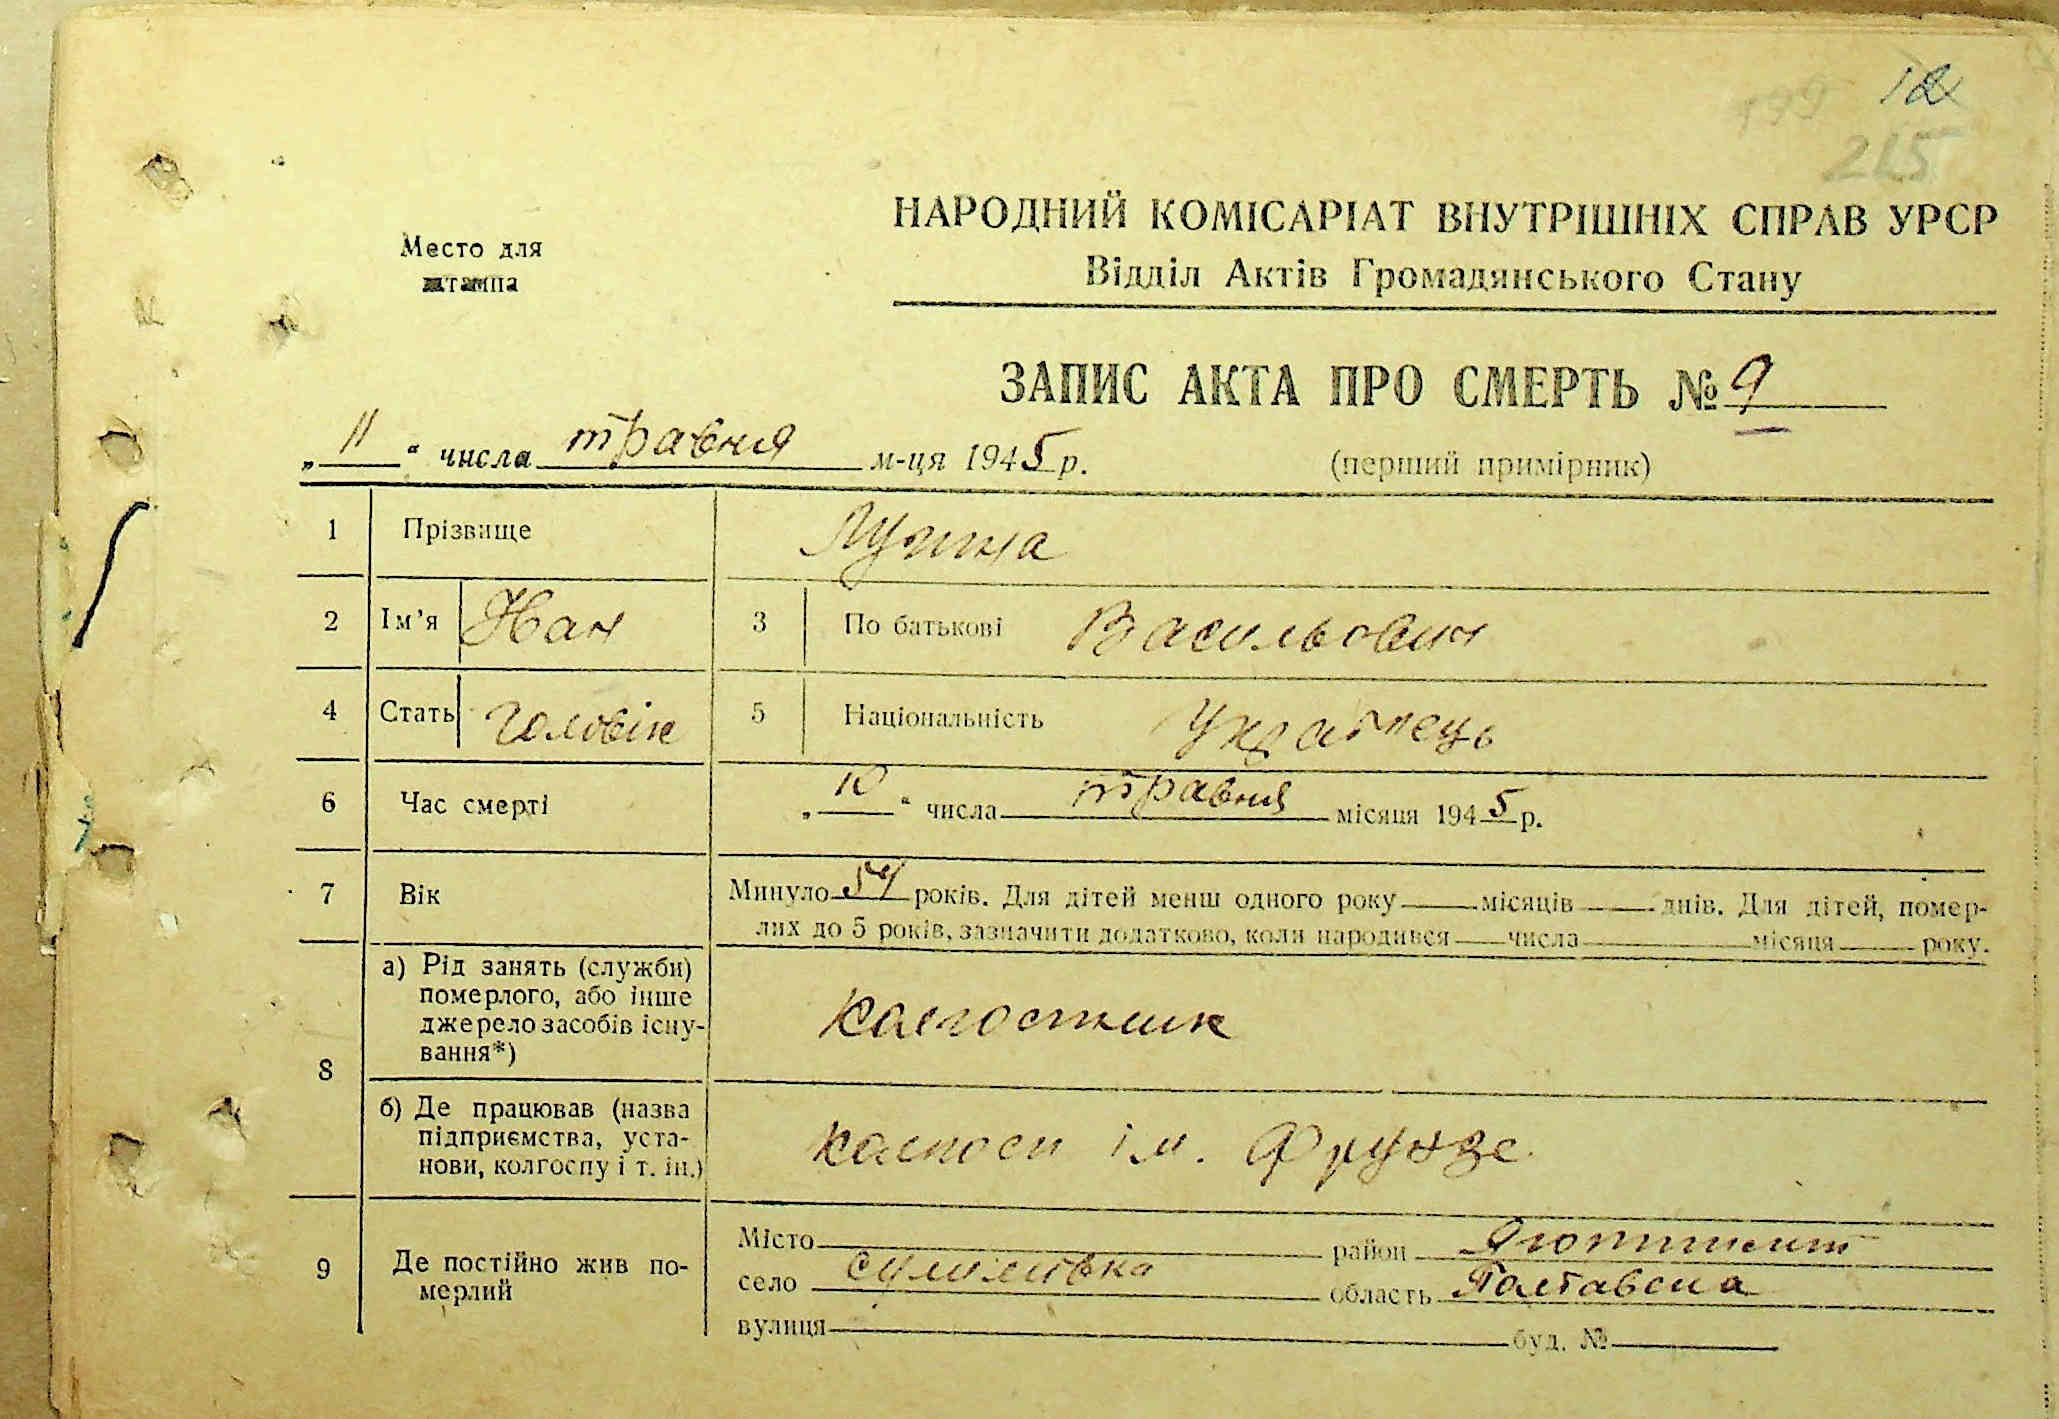 12
199
215
НАРОДНИЙ КОМІСАРІАТ ВНУТРІШНІХ СПРАВ УРСР
Відділ Актів Громадянського Стану
Место для
штампа
ЗАПИС АКТА ПРО СМЕРТЬ № 9
„ 11 “ числа травня м-ця 1945 р.
(перший примірник)
1 Прізвище
2 Ім’я 3 По батькові Васильович
4 Стать Чоловік 5 Національність Українець
6 Час смерті „ 10 “ числа травня місяця 1945 р.
7 Вік Минуло 54 років. Для дітей менш одного року місяців днів. Для дітей, помер-
лих до 5 років, зазначити додатково, коли народився числа місяця року.
8 а) Рід занять (служби)
померлого, або інше
джерело засобів існу-
вання*)
колгоспник
б) Де працював (назва
підприємства, уста-
нови, колгоспу і т. ін.)
колгосп ім. Фрунзе.
9 Де постійно жив по-
мерлий
Місто район
село область Полтавська
вулиця буд. №